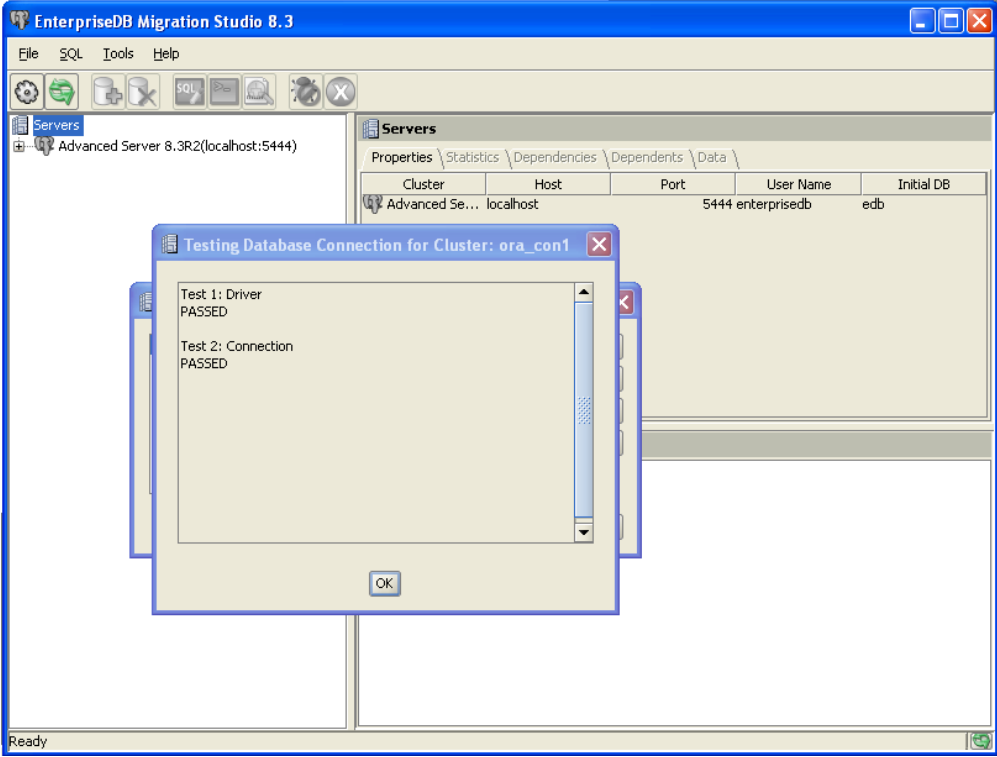 EnterpriseDB Migration Studio 8.3
File SQL Tools Help
SQL
Servers
Advanced Server 8.3R2(localhost:5444)
Servers
Properties Statistics Dependencies Dependents Data
Cluster Host Port User Name Initial DB
Advanced Se... localhost 5444 enterprisedb edb
Testing Database Connection for Cluster: ora_con1
Test 1: Driver
PASSED
Test 2: Connection
PASSED
OK
Ready